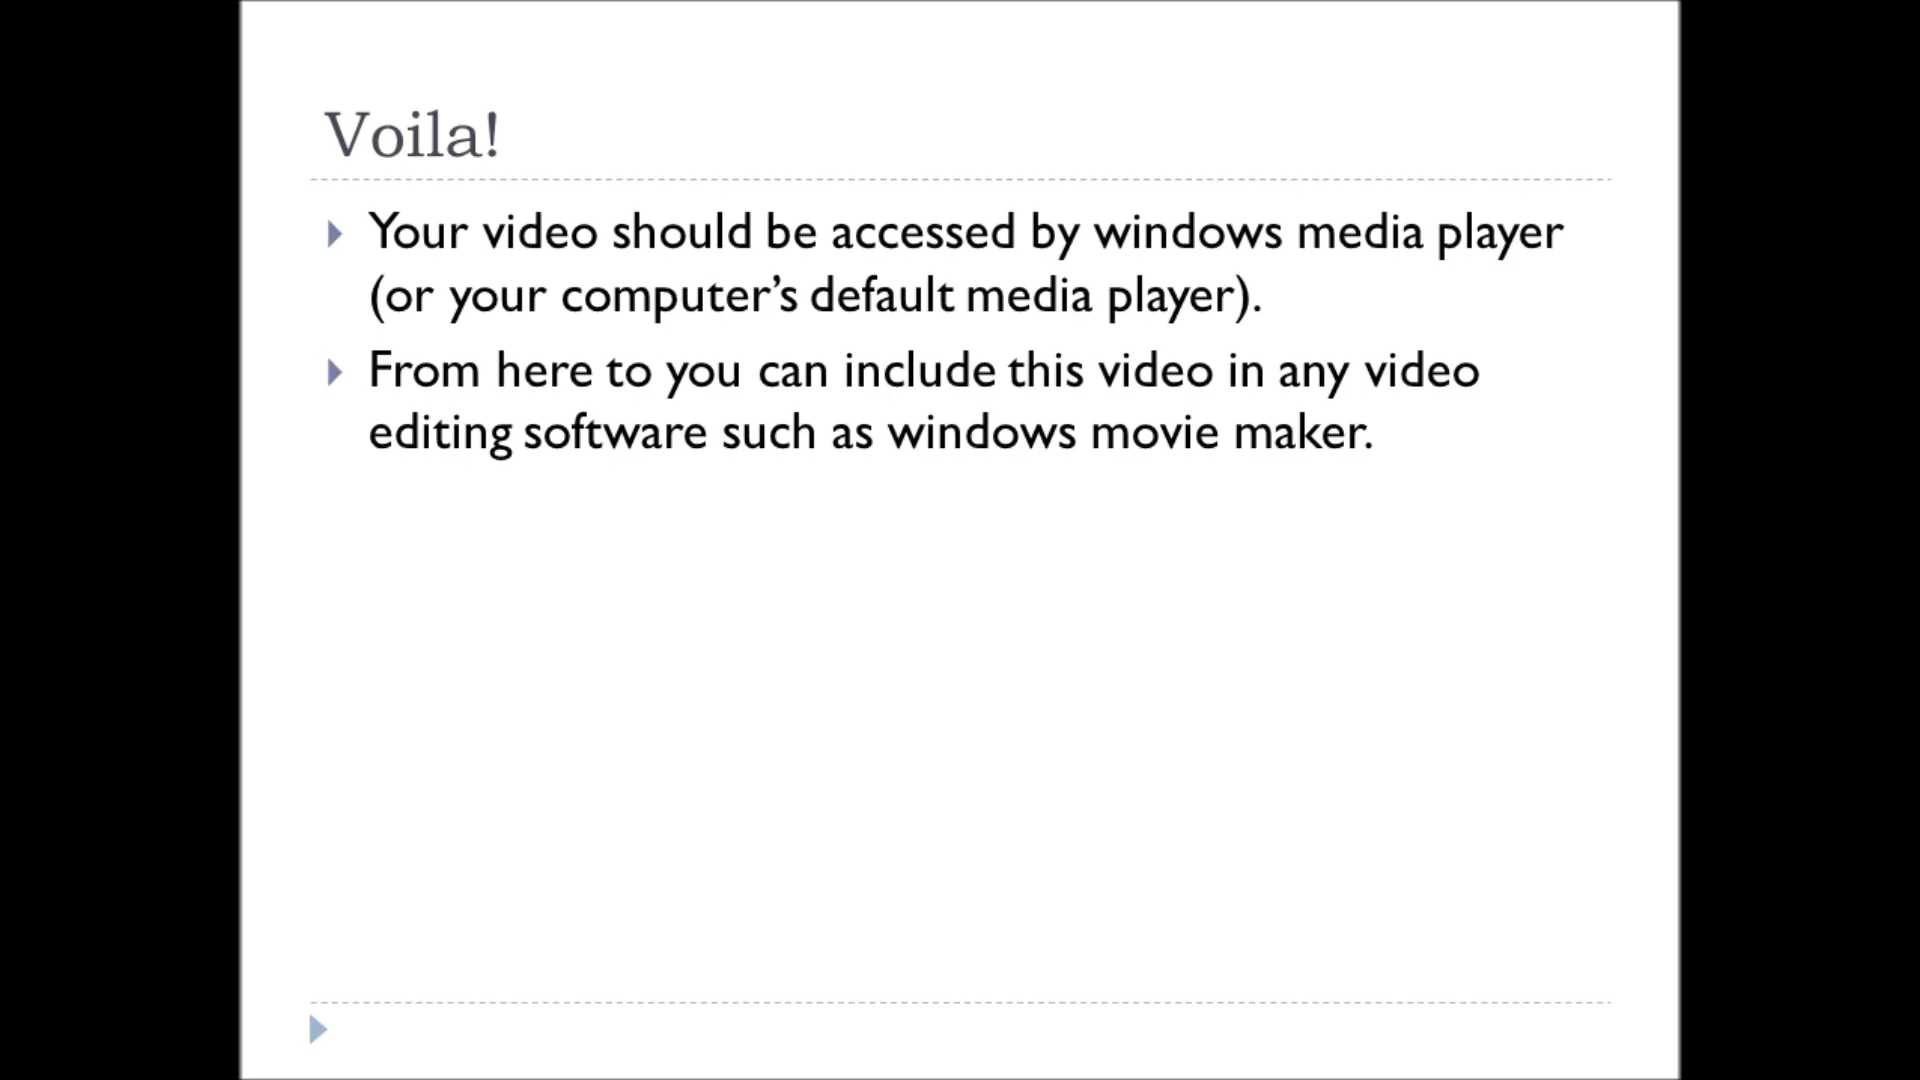 Voila!
Your video should be accessed by windows media player
(or your computer’s default media player).
From here to you can include this video in any video
editing software such as windows movie maker.